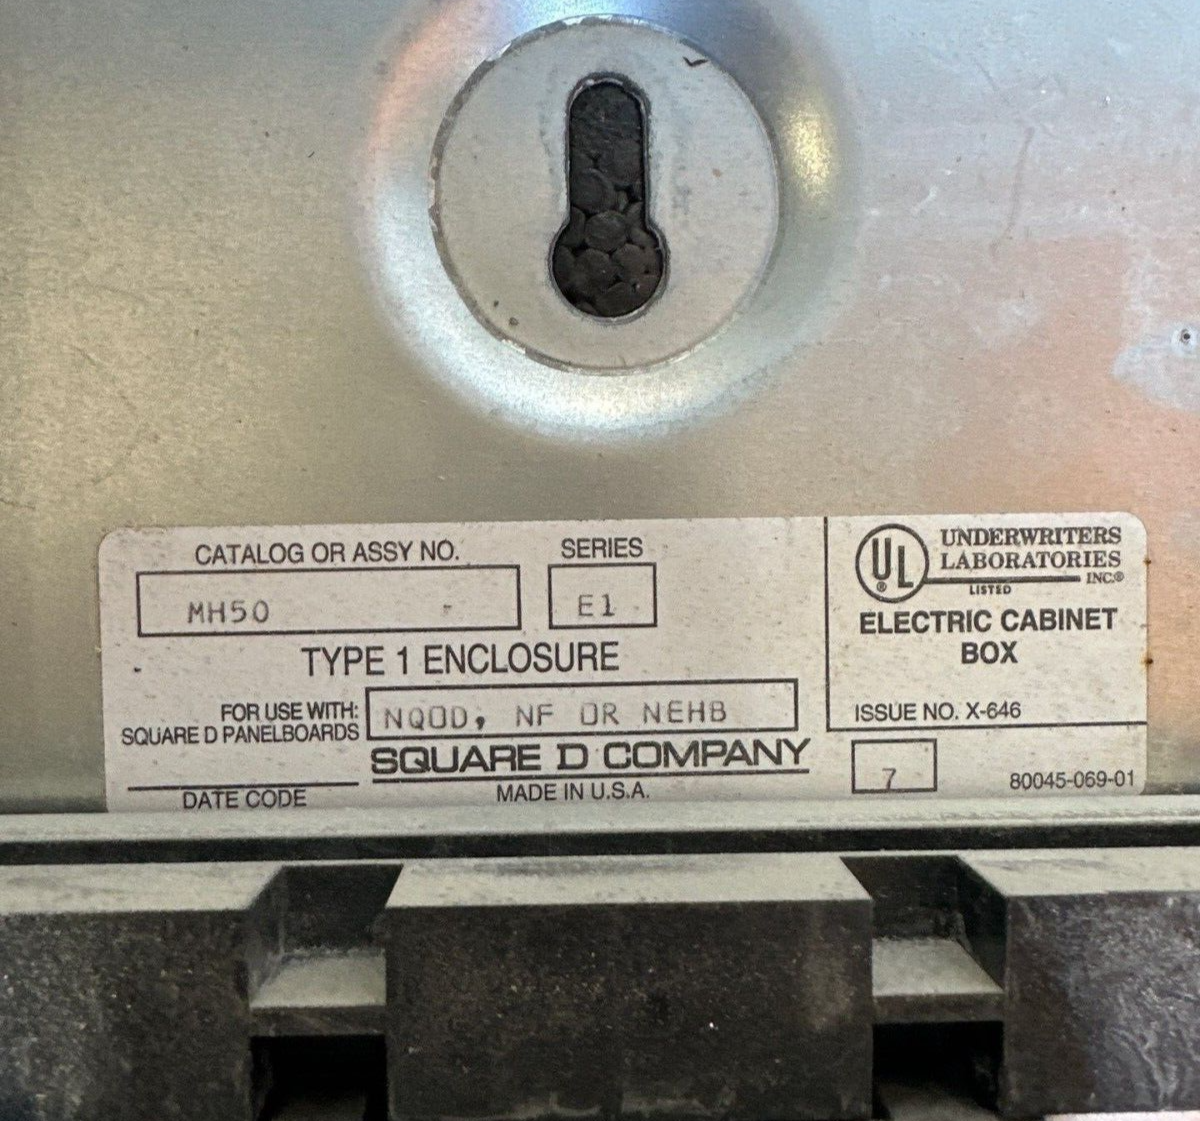 CATALOG OR ASSY NO.
SERIES
MH50
E1
TYPE 1 ENCLOSURE
FOR USE WITH:
SQUARE D PANELBOARDS
NQOD, NF OR NEHB
SQUARE D COMPANY
DATE CODE
MADE IN U.S.A.
UL®
UNDERWRITERS
LABORATORIES
INC.®
LISTED
ELECTRIC CABINET
BOX
ISSUE NO. X-646
7
80045-069-01